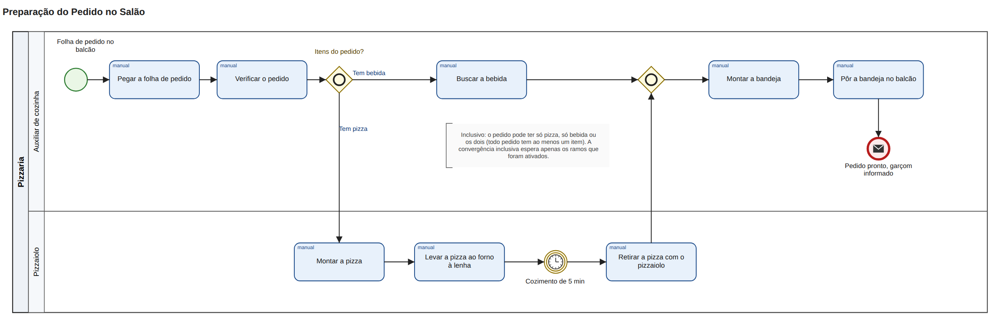 Preparação do Pedido no Salão
Pizzaria
Auxiliar de cozinha
Folha de pedido no
balcão
manual
Pegar a folha de pedido
manual
Verificar o pedido
Itens do pedido?
Tem bebida
Tem pizza
manual
Buscar a bebida
manual
Montar a bandeja
manual
Pôr a bandeja no balcão
Inclusivo: o pedido pode ter só pizza, só bebida ou
os dois (todo pedido tem ao menos um item). A
convergência inclusiva espera apenas os ramos que
foram ativados.
Pedido pronto, garçom
informado
Pizzaiolo
manual
Montar a pizza
manual
Levar a pizza ao forno
à lenha
Cozimento de 5 min
manual
Retirar a pizza com o
pizzaiolo